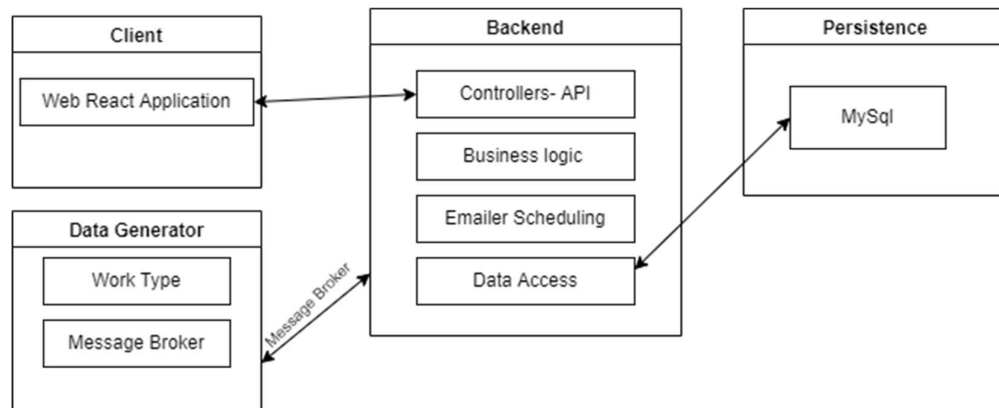 Client
Web React Application
Data Generator
Work Type
Message Broker
Message Broker
Backend
Controllers- API
Business logic
Emailer Scheduling
Data Access
Persistence
MySql